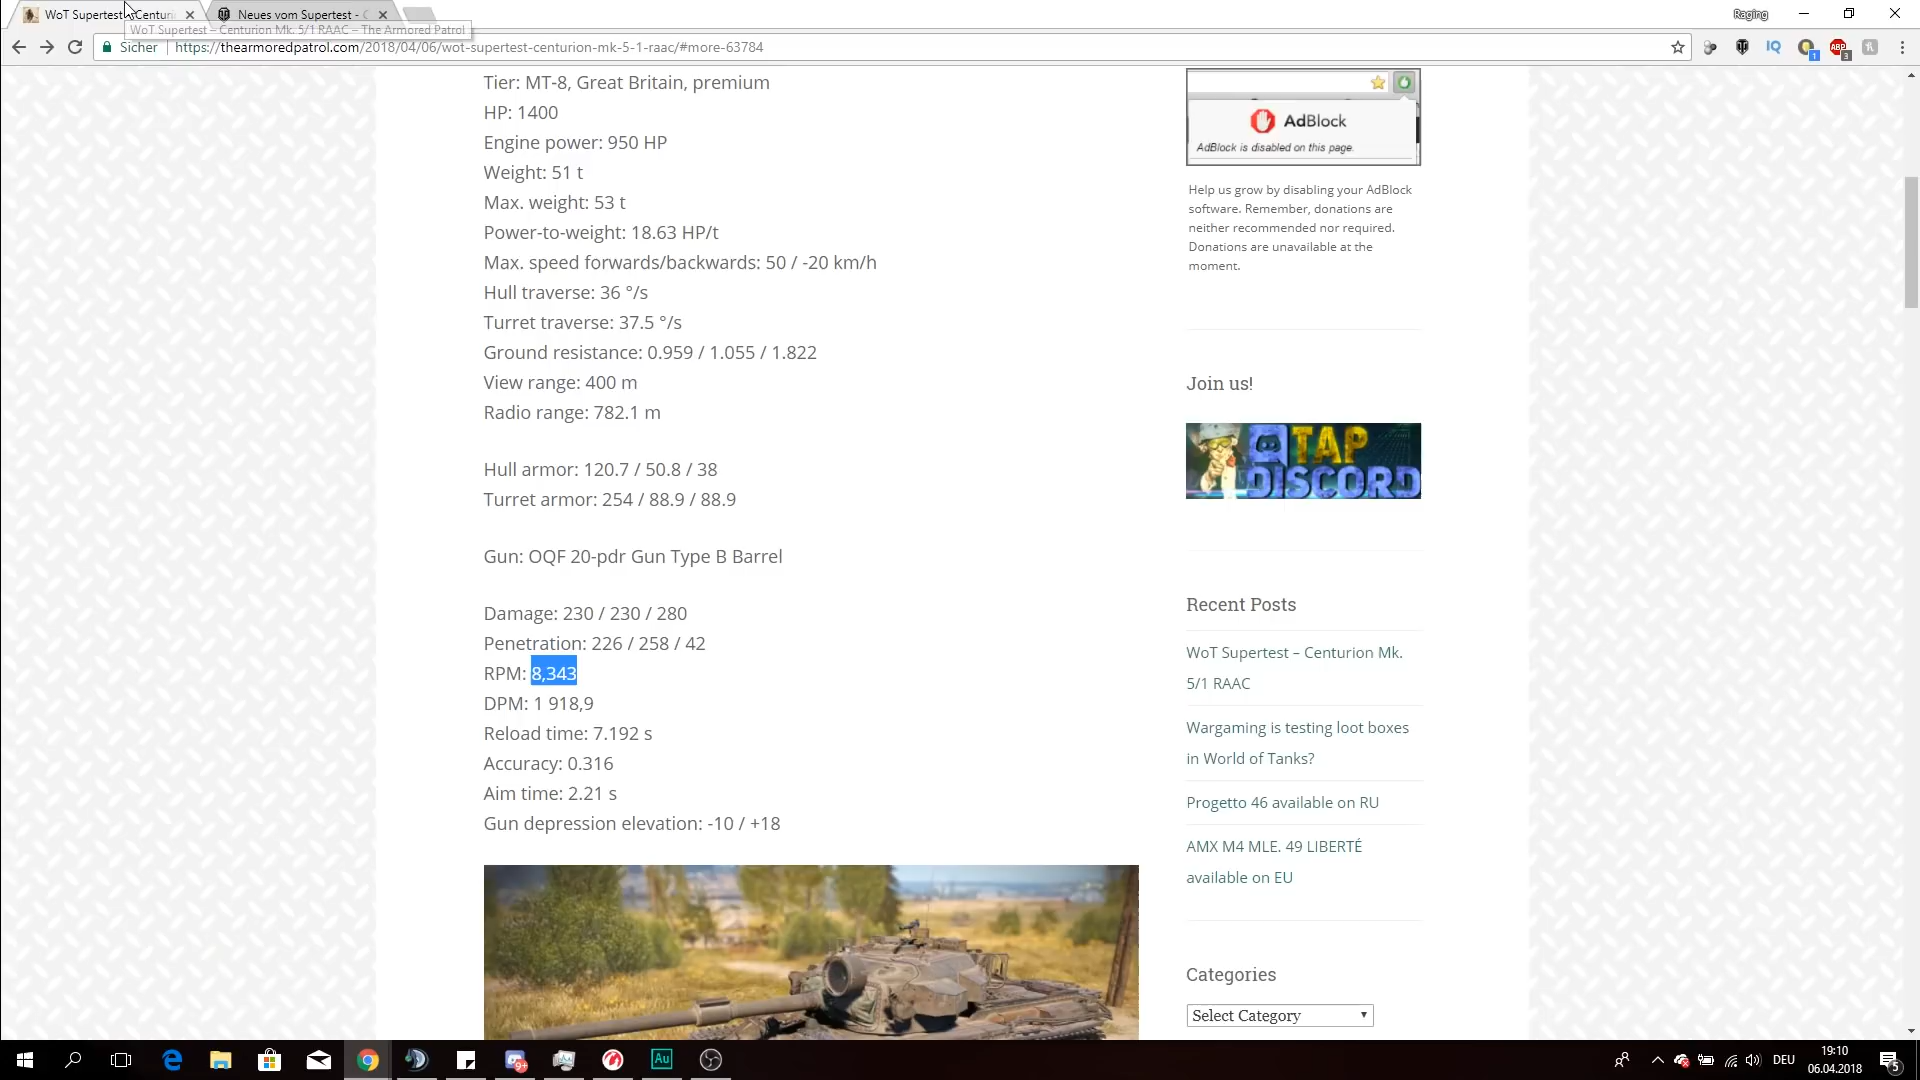 WoT Supertest - Centuri
Neues vom Supertest - C
Raging
WoT Supertest – Centurion Mk. 5/1 RAAC – The Armored Patrol
Sicher
https://thearmoredpatrol.com/2018/04/06/wot-supertest-centurion-mk-5-1-raac/#more-63784
IQ
1
ABP
3
Tier: MT-8, Great Britain, premium
HP: 1400
Engine power: 950 HP
Weight: 51 t
Max. weight: 53 t
Power-to-weight: 18.63 HP/t
Max. speed forwards/backwards: 50 / -20 km/h
Hull traverse: 36 °/s
Turret traverse: 37.5 °/s
Ground resistance: 0.959 / 1.055 / 1.822
View range: 400 m
Radio range: 782.1 m
Hull armor: 120.7 / 50.8 / 38
Turret armor: 254 / 88.9 / 88.9
Gun: OQF 20-pdr Gun Type B Barrel
Damage: 230 / 230 / 280
Penetration: 226 / 258 / 42
RPM: 8,343
DPM: 1 918,9
Reload time: 7.192 s
Accuracy: 0.316
Aim time: 2.21 s
Gun depression elevation: -10 / +18
AdBlock
AdBlock is disabled on this page.
Help us grow by disabling your AdBlock
software. Remember, donations are
neither recommended nor required.
Donations are unavailable at the
moment.
Join us!
TAP
DISCORD
Recent Posts
WoT Supertest – Centurion Mk.
5/1 RAAC
Wargaming is testing loot boxes
in World of Tanks?
Progetto 46 available on RU
AMX M4 MLE. 49 LIBERTÉ
available on EU
Categories
Select Category
9+
Au
DEU
19:10
06.04.2018
5